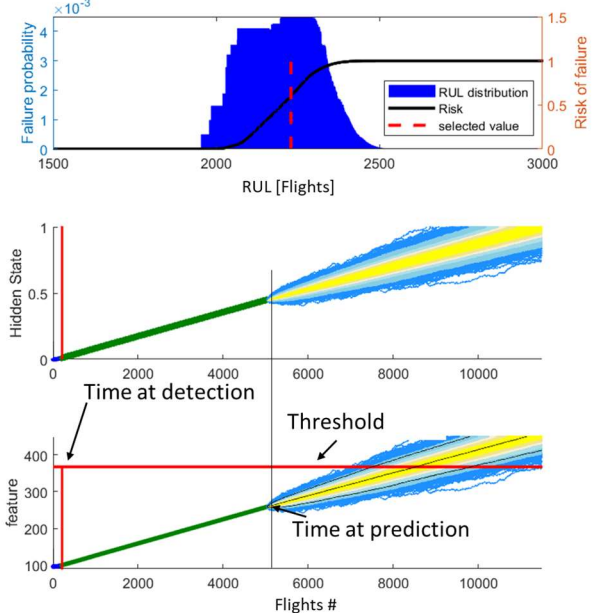 ×10⁻³
4
3
2
1
0
Failure probability
1.5
1
0.5
0
Risk of failure
RUL distribution
Risk
selected value
1500 2000 2500 3000
RUL [Flights]
1
0.5
0
Hidden State
0 2000 4000 6000 8000 10000
Time at detection
Threshold
400
300
200
100
feature
Time at prediction
0 2000 4000 6000 8000 10000
Flights #